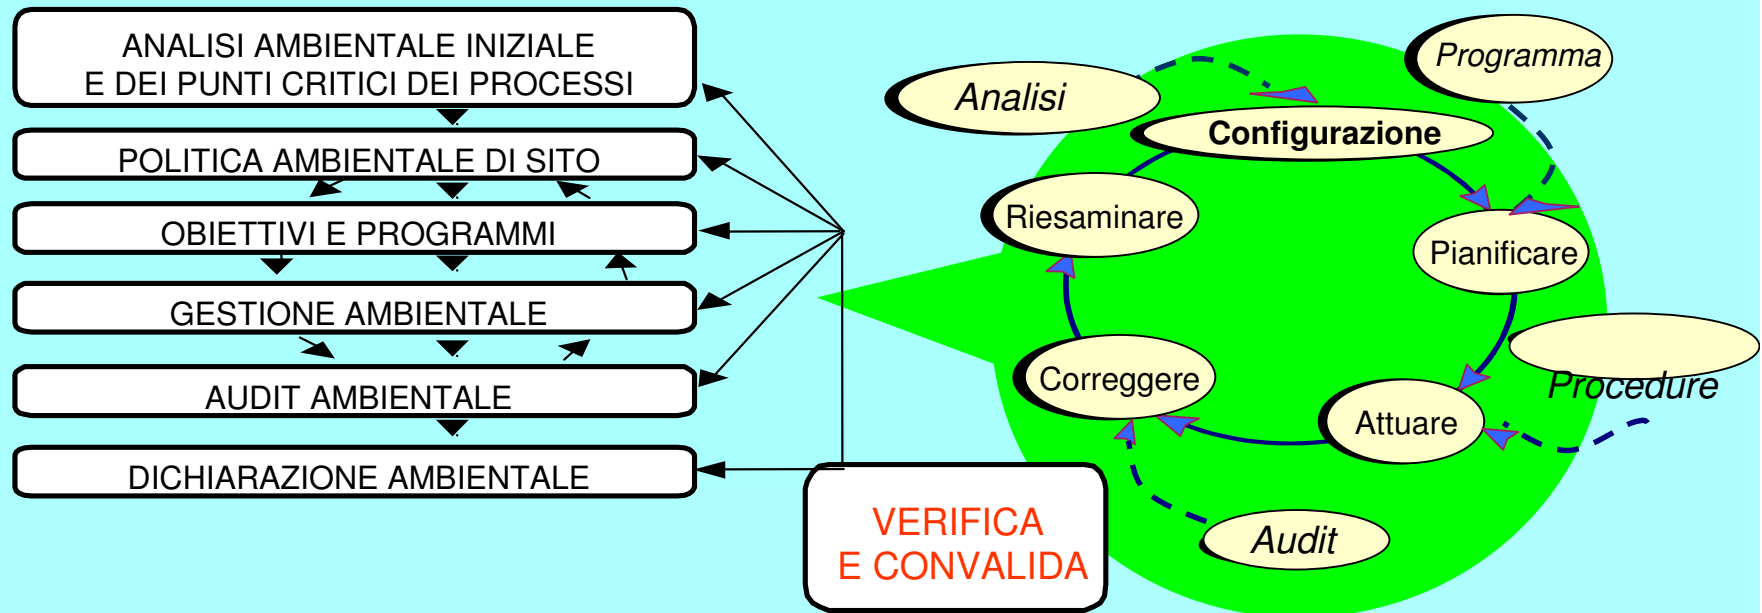 ANALISI AMBIENTALE INIZIALE
E DEI PUNTI CRITICI DEI PROCESSI
POLITICA AMBIENTALE DI SITO
OBIETTIVI E PROGRAMMI
GESTIONE AMBIENTALE
AUDIT AMBIENTALE
DICHIARAZIONE AMBIENTALE
VERIFICA
E CONVALIDA
Analisi
Programma
Configurazione
Riesaminare
Pianificare
Correggere
Procedure
Attuare
Audit